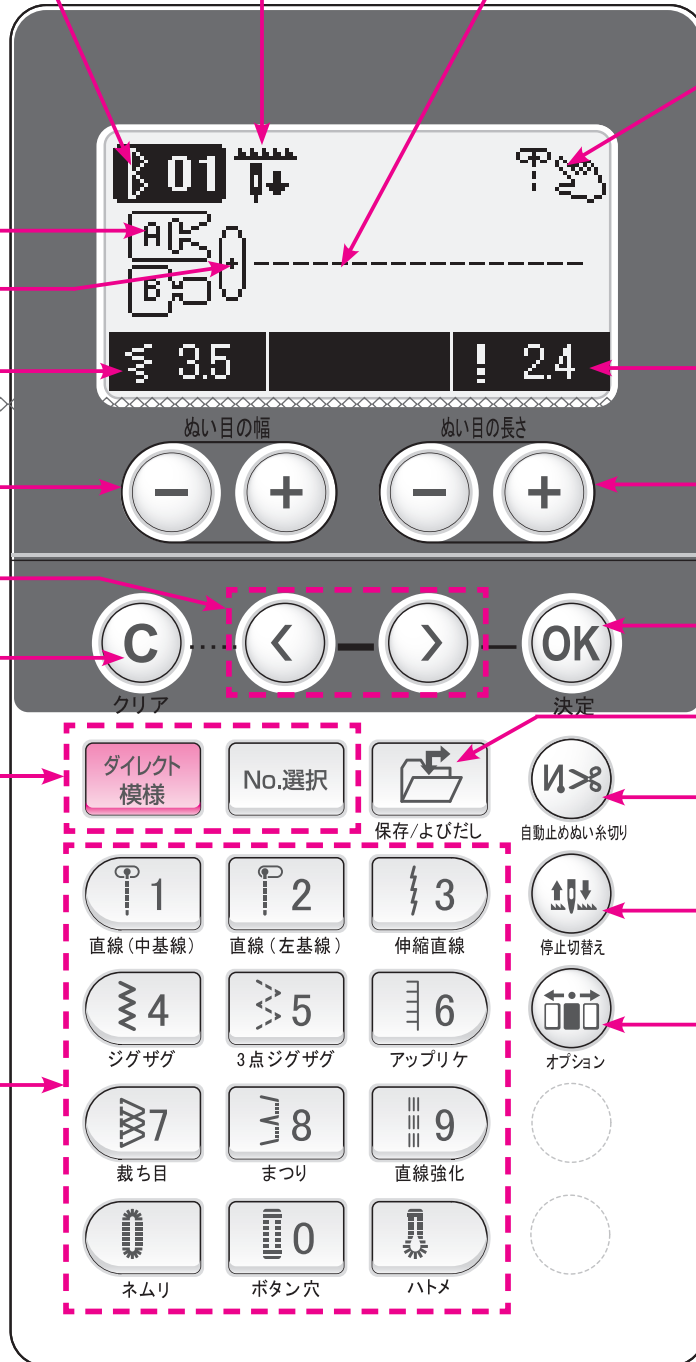 01
A
B
3.5 2.4
ぬい目の幅 ぬい目の長さ
− + − +
C < > OK
クリア 決定
ダイレクト
模様
No.選択
保存/よびだし
自動止めぬい糸切り
1 2 3
直線(中基線) 直線(左基線) 伸縮直線
停止切替え
4 5 6
ジグザグ 3点ジグザグ アップリケ
オプション
7 8 9
裁ち目 まつり 直線強化
0
ネムリ ボタン穴 ハトメ